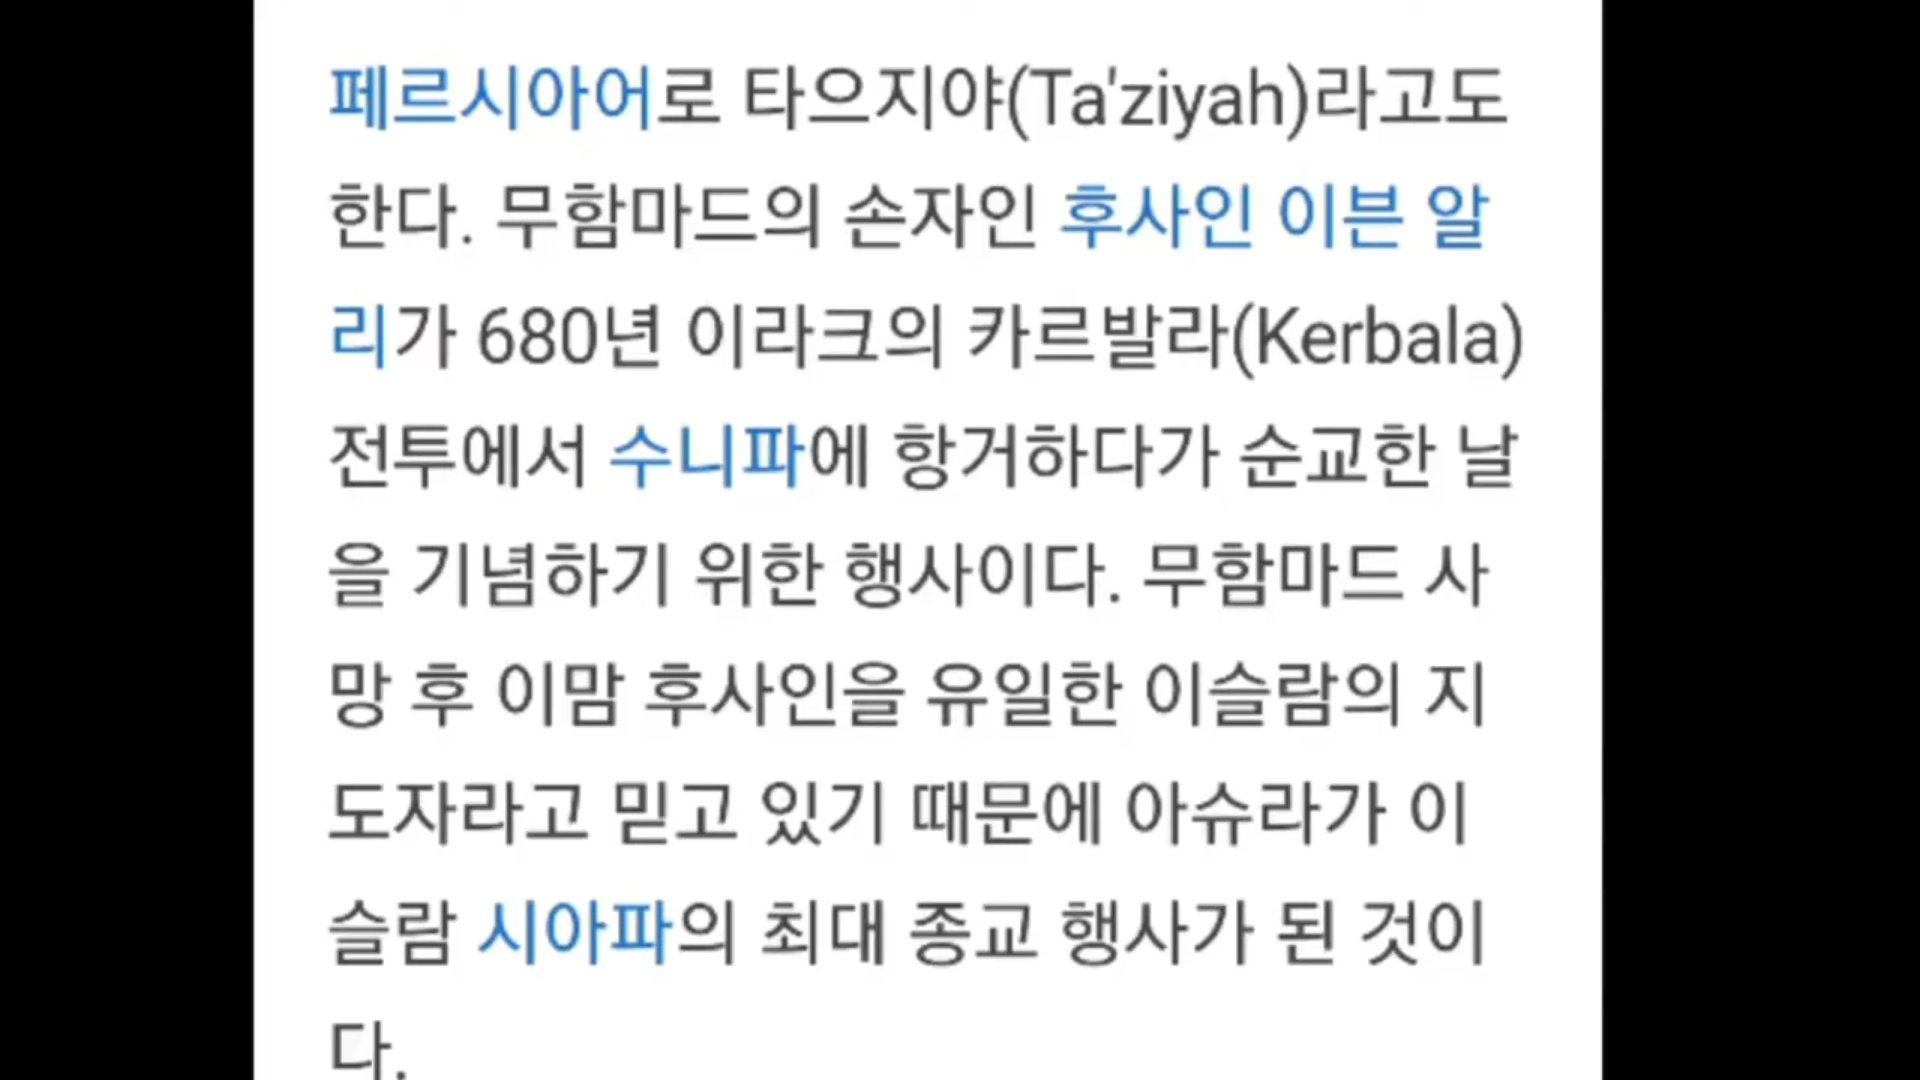 페르시아어로 타으지야(Ta'ziyah)라고도
한다. 무함마드의 손자인 후사인 이븐 알
리가 680년 이라크의 카르발라(Kerbala)
전투에서 수니파에 항거하다가 순교한 날
을 기념하기 위한 행사이다. 무함마드 사
망 후 이맘 후사인을 유일한 이슬람의 지
도자라고 믿고 있기 때문에 아슈라가 이
슬람 시아파의 최대 종교 행사가 된 것이
다.